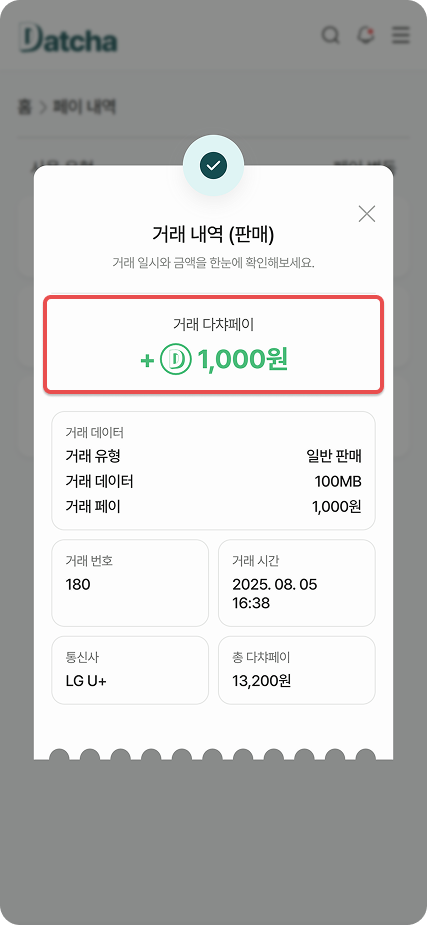 Datcha
홈 > 페이 내역
거래 내역 (판매)
거래 일시와 금액을 한눈에 확인해보세요.
거래 다챠페이
+ D 1,000원
거래 데이터
거래 유형 일반 판매
거래 데이터 100MB
거래 페이 1,000원
거래 번호
180
거래 시간
2025. 08. 05
16:38
통신사
LG U+
총 다챠페이
13,200원